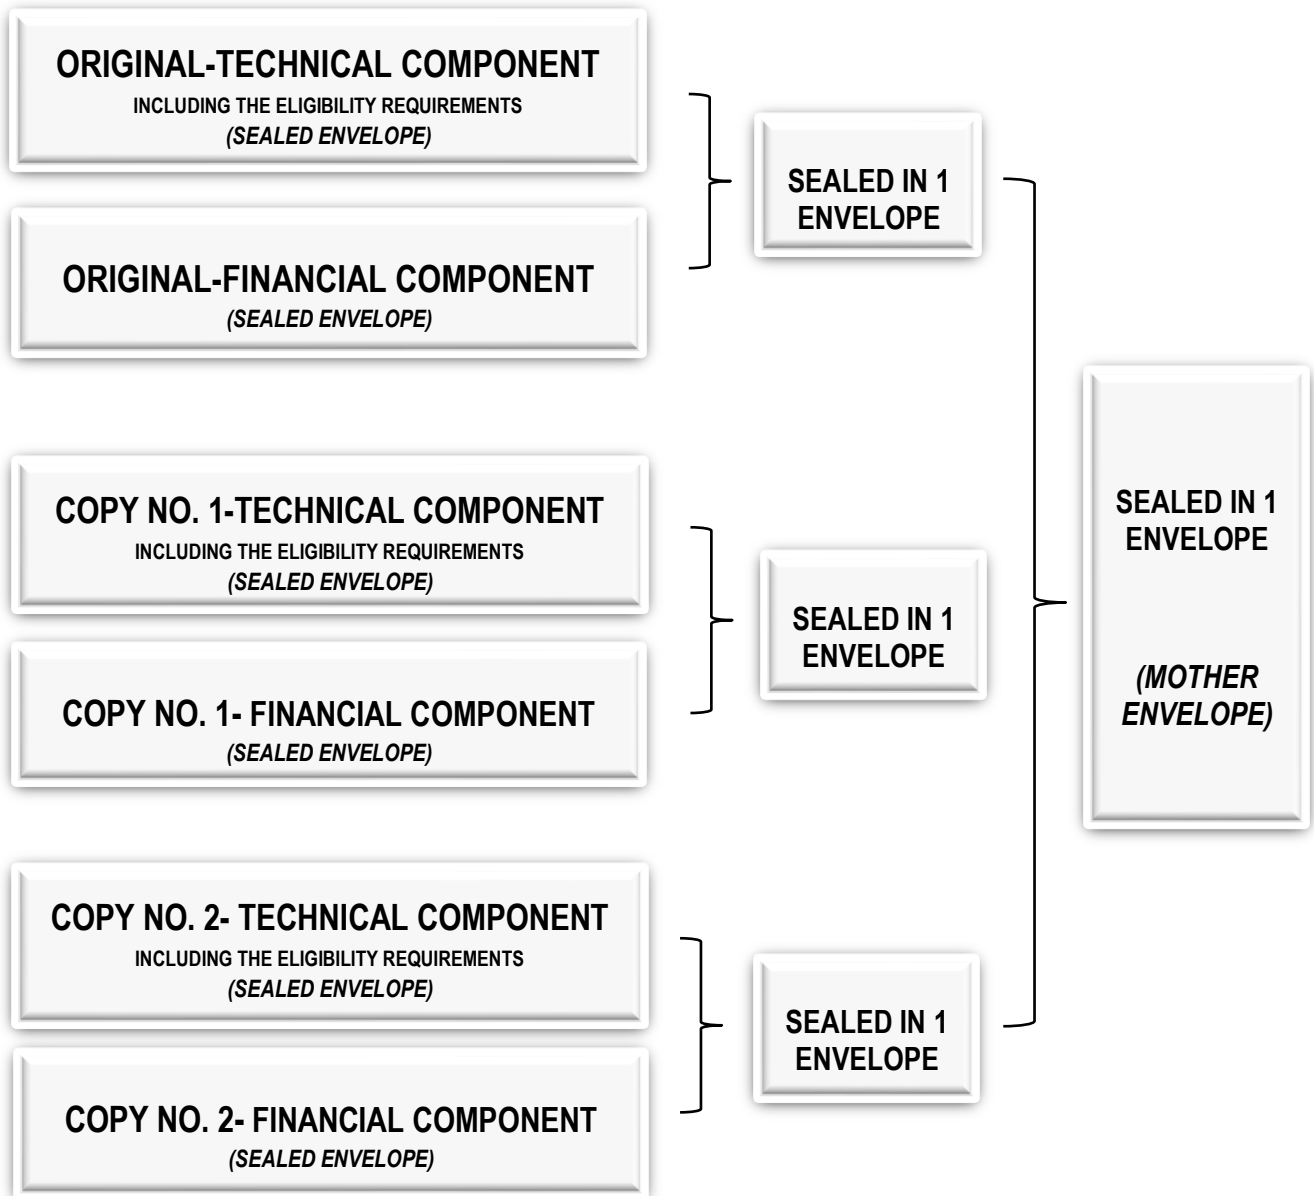 ORIGINAL-TECHNICAL COMPONENT
INCLUDING THE ELIGIBILITY REQUIREMENTS
(SEALED ENVELOPE)
ORIGINAL-FINANCIAL COMPONENT
(SEALED ENVELOPE)
SEALED IN 1
ENVELOPE
COPY NO. 1-TECHNICAL COMPONENT
INCLUDING THE ELIGIBILITY REQUIREMENTS
(SEALED ENVELOPE)
COPY NO. 1- FINANCIAL COMPONENT
(SEALED ENVELOPE)
SEALED IN 1
ENVELOPE
COPY NO. 2- TECHNICAL COMPONENT
INCLUDING THE ELIGIBILITY REQUIREMENTS
(SEALED ENVELOPE)
COPY NO. 2- FINANCIAL COMPONENT
(SEALED ENVELOPE)
SEALED IN 1
ENVELOPE
SEALED IN 1
ENVELOPE
(MOTHER
ENVELOPE)